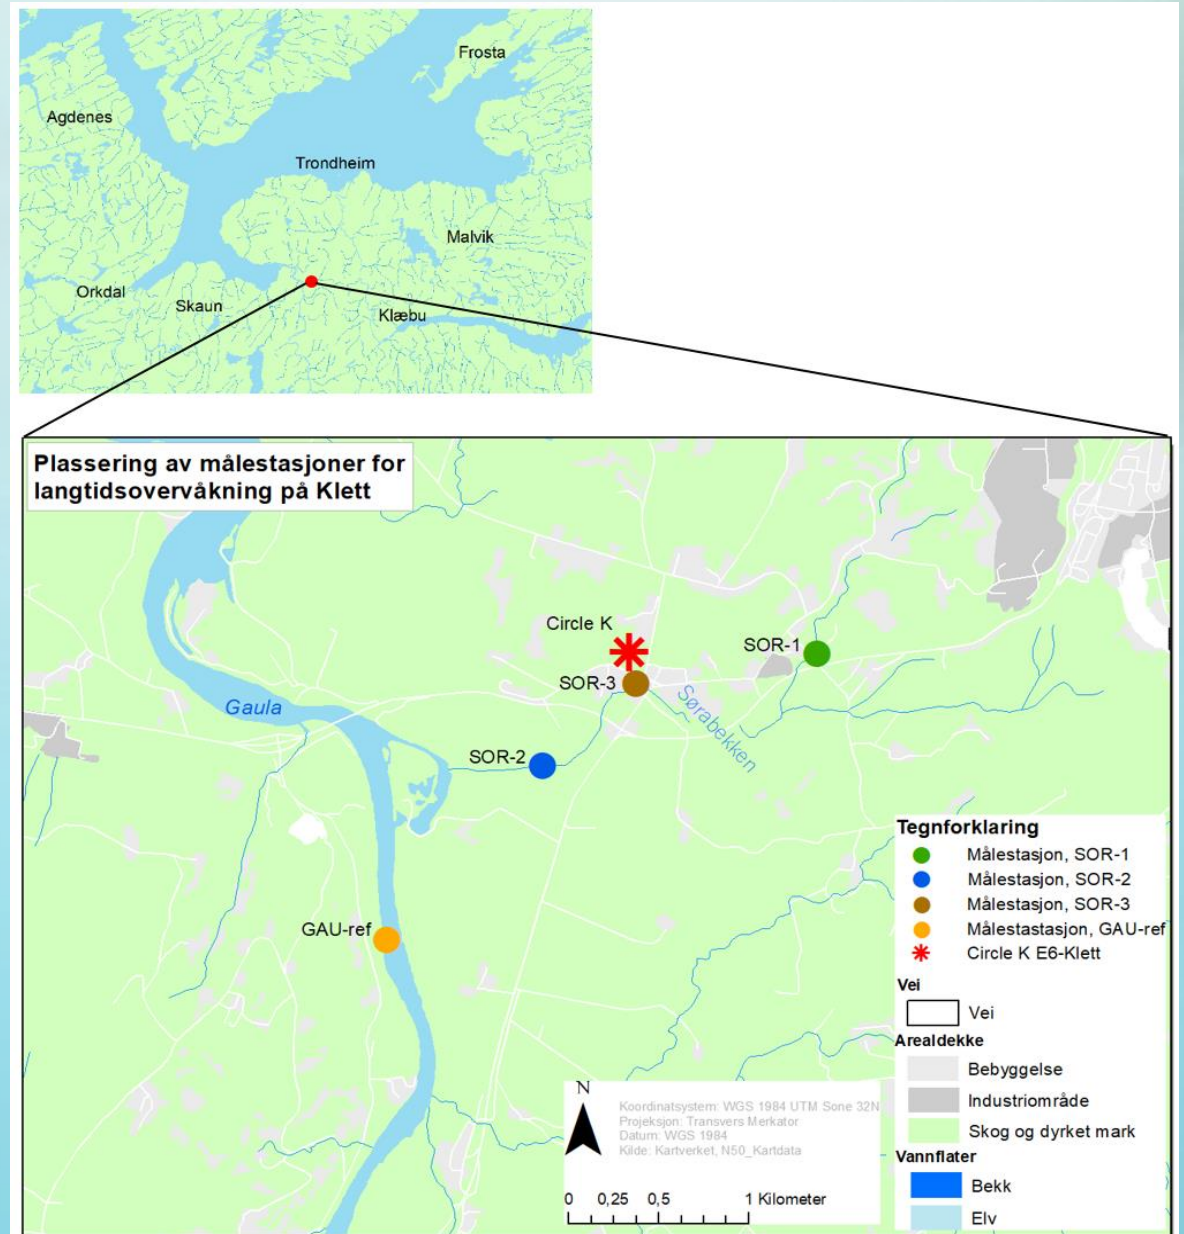 Frosta
Agdenes
Trondheim
Malvik
Orkdal
Skaun
Klæbu
Plassering av målestasjoner for
langtidsovervåkning på Klett
Circle K
SOR-1
SOR-3
Sørabekken
Gaula
SOR-2
GAU-ref
Tegnforklaring
Målestasjon, SOR-1
Målestasjon, SOR-2
Målestasjon, SOR-3
Målestastasjon, GAU-ref
Circle K E6-Klett
Vei
Vei
Arealdekke
Bebyggelse
Industriområde
Skog og dyrket mark
Vannflater
Bekk
Elv
N
Koordinatsystem: WGS 1984 UTM Sone 32N
Projeksjon: Transvers Merkator
Datum: WGS 1984
Kilde: Kartverket, N50_Kartdata
0 0,25 0,5 1 Kilometer